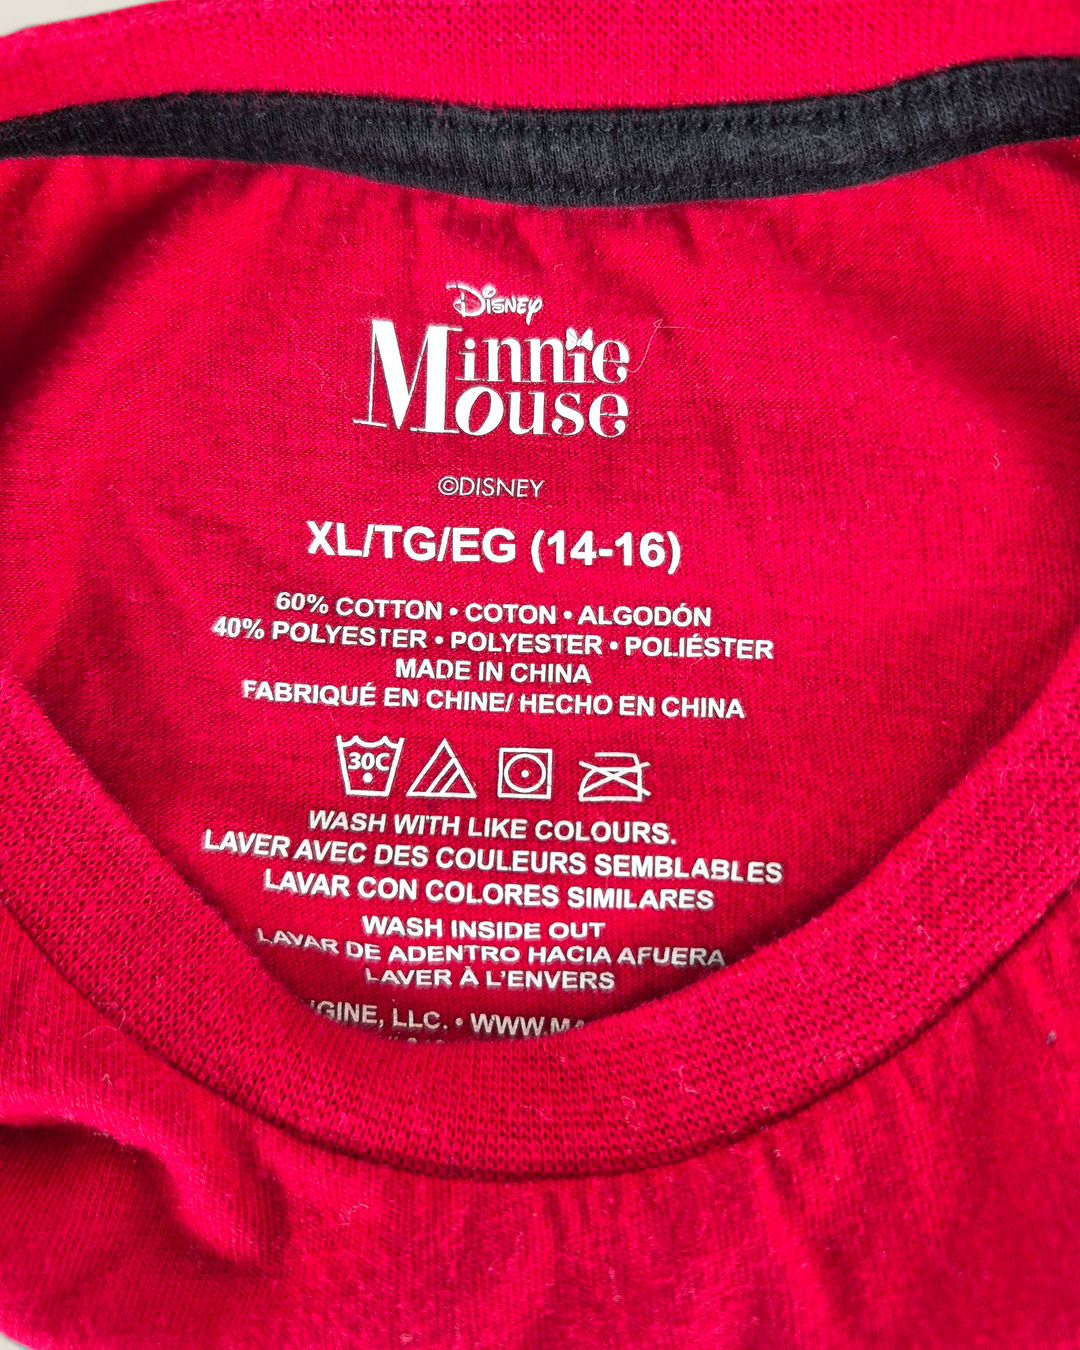 Disney
Minnie
Mouse
©DISNEY
XL/TG/EG (14-16)
60% COTTON • COTON • ALGODÓN
40% POLYESTER • POLYESTER • POLIÉSTER
MADE IN CHINA
FABRIQUÉ EN CHINE/ HECHO EN CHINA
30C
WASH WITH LIKE COLOURS.
LAVER AVEC DES COULEURS SEMBLABLES
LAVAR CON COLORES SIMILARES
WASH INSIDE OUT
LAVAR DE ADENTRO HACIA AFUERA
LAVER À L'ENVERS
LLC. •